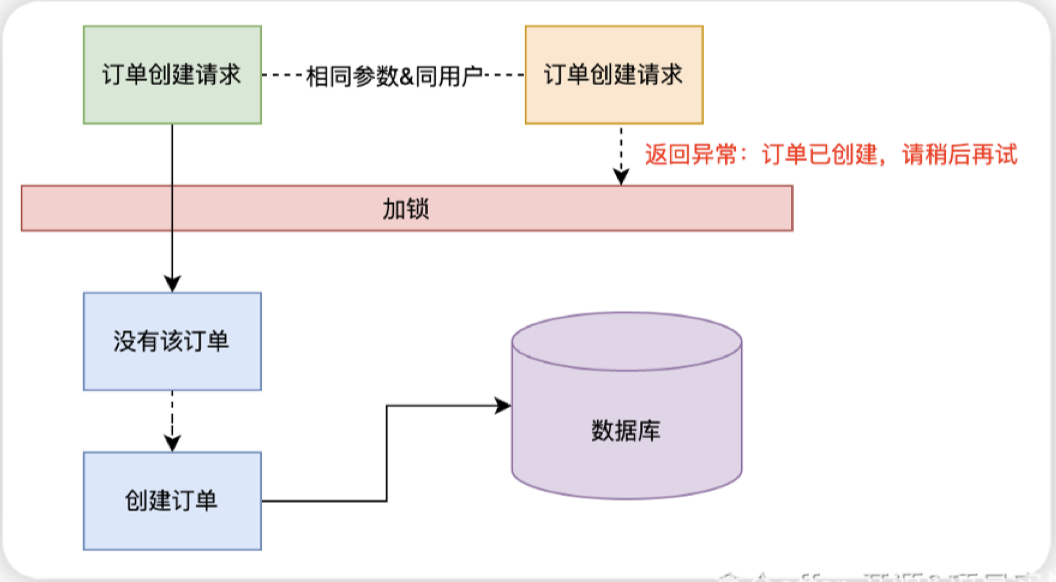 订单创建请求
相同参数&同用户
订单创建请求
返回异常：订单已创建，请稍后再试
加锁
没有该订单
数据库
创建订单